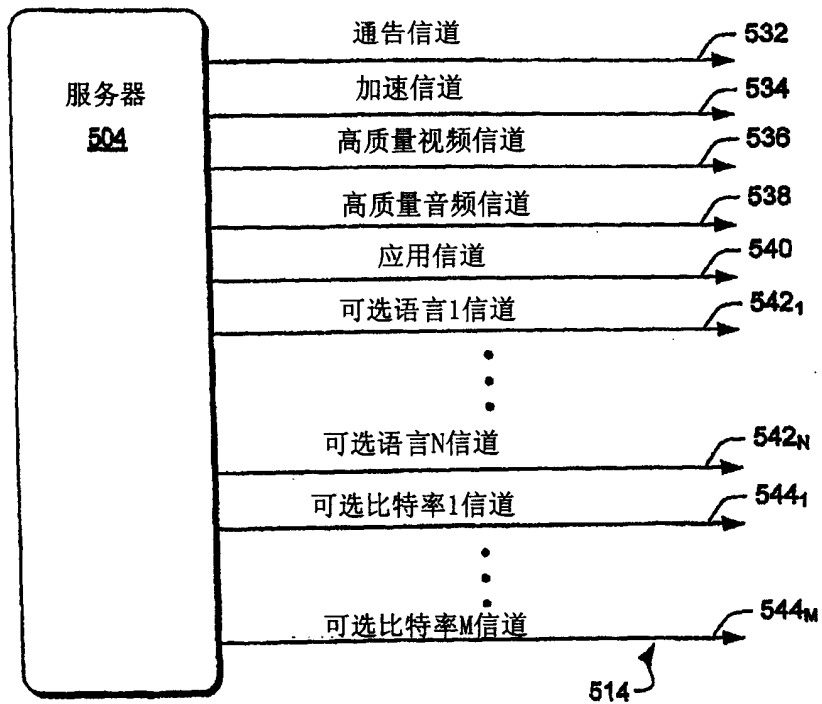 服务器
504
通告信道
532
加速信道
534
高质量视频信道
536
高质量音频信道
538
应用信道
540
可选语言1信道
542₁
可选语言N信道
542N
可选比特率1信道
544₁
可选比特率M信道
544M
514